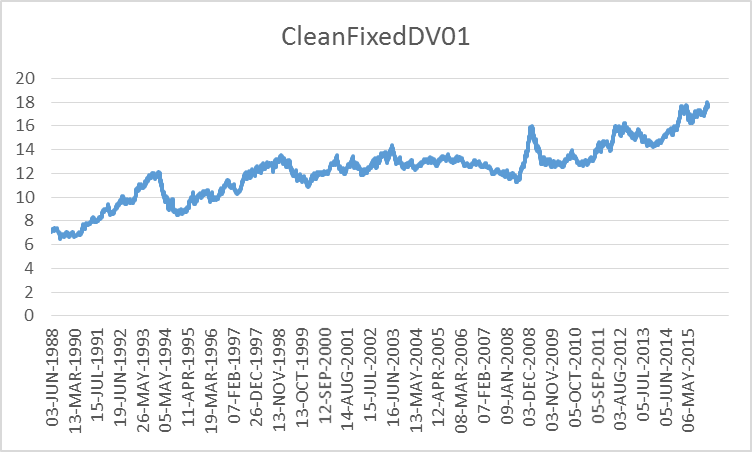 CleanFixedDV01
20
18
16
14
12
10
8
6
4
2
0
03-JUN-1988
13-MAR-1990
15-JUL-1991
19-JUN-1992
26-MAY-1993
05-MAY-1994
11-APR-1995
19-MAR-1996
07-FEB-1997
26-DEC-1997
13-NOV-1998
13-OCT-1999
12-SEP-2000
14-AUG-2001
15-JUL-2002
16-JUN-2003
13-MAY-2004
12-APR-2005
08-MAR-2006
07-FEB-2007
09-JAN-2008
03-DEC-2008
03-NOV-2009
05-OCT-2010
05-SEP-2011
03-AUG-2012
05-JUL-2013
05-JUN-2014
06-MAY-2015